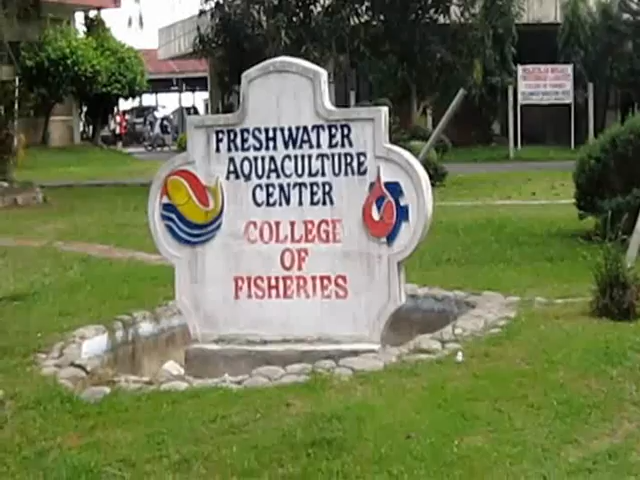 FRESHWATER
AQUACULTURE
CENTER
COLLEGE
OF
FISHERIES